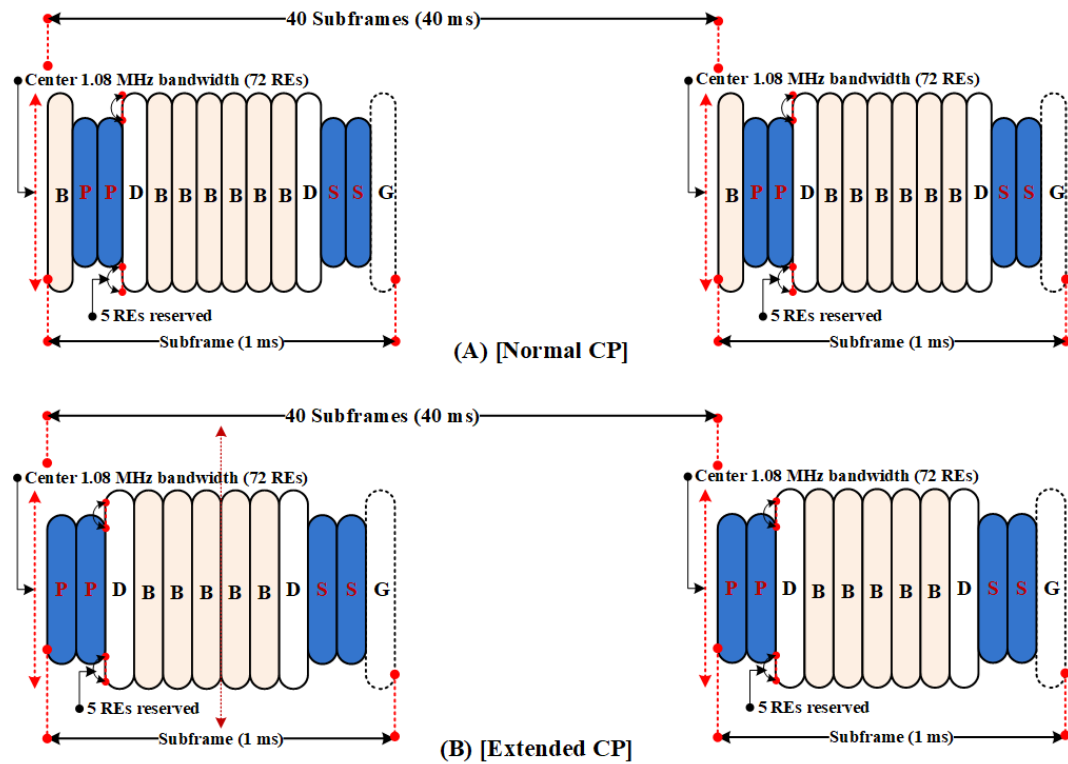 40 Subframes (40 ms)
Center 1.08 MHz bandwidth (72 REs)
Center 1.08 MHz bandwidth (72 REs)
B P P D B B B B B B D S S G
B P P D B B B B B B D S S G
5 REs reserved
5 REs reserved
Subframe (1 ms)
Subframe (1 ms)
(A) [Normal CP]
40 Subframes (40 ms)
Center 1.08 MHz bandwidth (72 REs)
Center 1.08 MHz bandwidth (72 REs)
P P D B B B B B D S S G
P P D B B B B B D S S G
5 REs reserved
5 REs reserved
Subframe (1 ms)
Subframe (1 ms)
(B) [Extended CP]